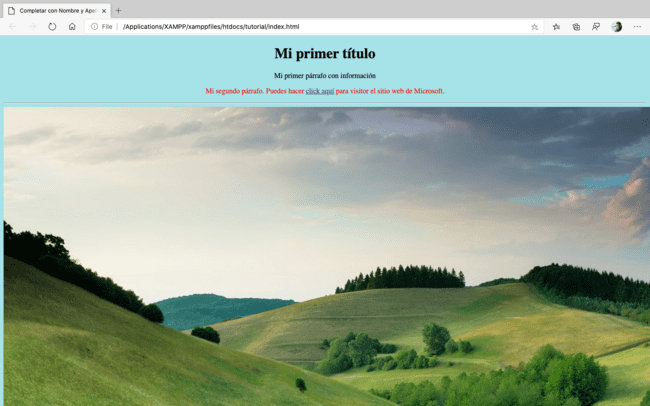 Completar con Nombre y Ape
File
/Applications/XAMPP/xamppfiles/htdocs/tutorial/index.html
Mi primer título
Mi primer párrafo con información
Mi segundo párrafo. Puedes hacer click aquí para visitor el sitio web de Microsoft.